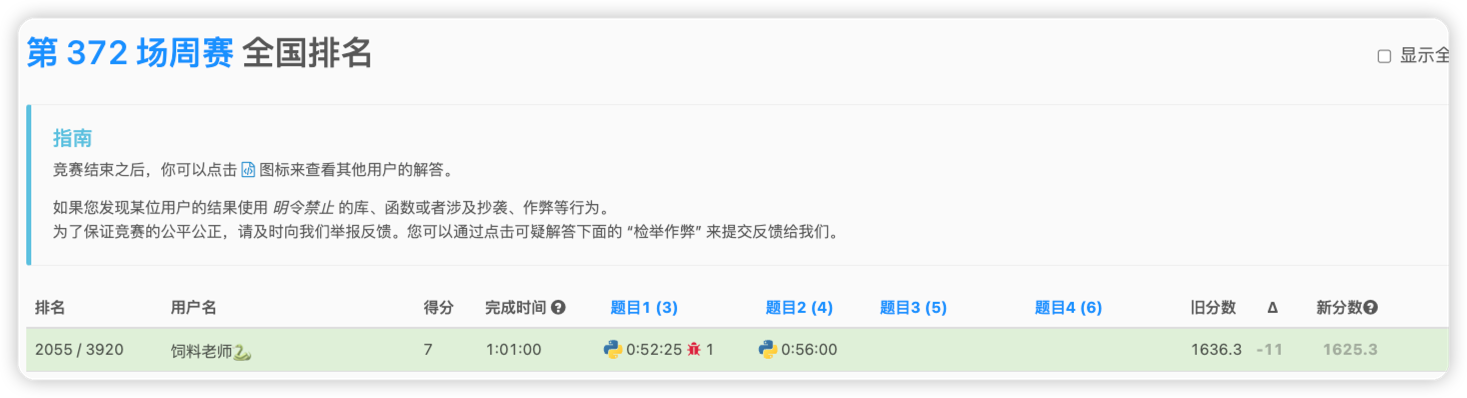 第 372 场周赛 全国排名
显示全
指南
竞赛结束之后，你可以点击 图标来查看其他用户的解答。
如果您发现某位用户的结果使用 明令禁止 的库、函数或者涉及抄袭、作弊等行为。
为了保证竞赛的公平公正，请及时向我们举报反馈。您可以通过点击可疑解答下面的 “检举作弊” 来提交反馈给我们。
排名 用户名 得分 完成时间 题目1 (3) 题目2 (4) 题目3 (5) 题目4 (6) 旧分数 Δ 新分数
2055 / 3920 饲料老师🐍 7 1:01:00 0:52:25 1 0:56:00 1636.3 -11 1625.3